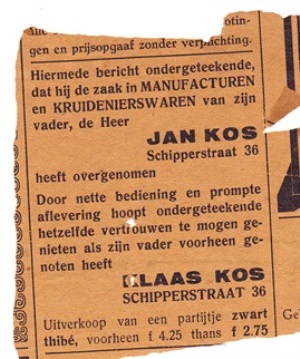 gen en prijsopgaaf zonder verplichting.
Hiermede bericht ondergeteekende,
dat hij de zaak in MANUFACTUREN
en KRUIDENIERSWAREN van zijn
vader, de Heer
JAN KOS
Schipperstraat 36
heeft overgenomen
Door nette bediening en prompte
aflevering hoopt ondergeteekende
hetzelfde vertrouwen te mogen ge-
nieten als zijn vader voorheen ge-
noten heeft
KLAAS KOS
SCHIPPERSTRAAT 36
Uitverkoop van een partijtje zwart
thibé, voorheen f 4.25 thans f 2.75